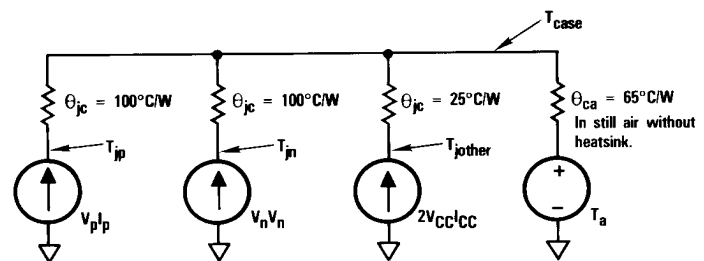 T_case
θ_jc = 100°C/W
θ_jc = 100°C/W
θ_jc = 25°C/W
θ_ca = 65°C/W
In still air without
heatsink.
T_jp
T_jn
T_jother
V_pI_p
V_nV_n
2V_CCI_CC
+
−
T_a